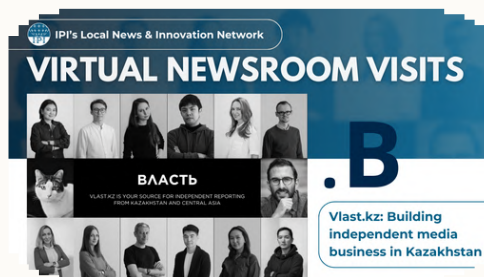 IPI
IPI's Local News & Innovation Network
VIRTUAL NEWSROOM VISITS
ВЛАСТЬ
VLAST.KZ IS YOUR SOURCE FOR INDEPENDENT REPORTING
FROM KAZAKHSTAN AND CENTRAL ASIA
.B
Vlast.kz: Building
independent media
business in Kazakhstan